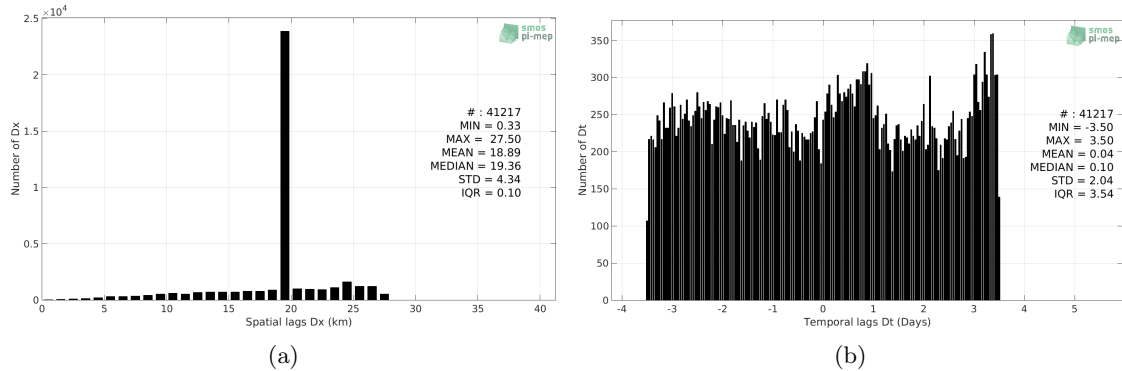 ×10⁴
2.5
2
1.5
1
0.5
0
0
5
10
15
20
25
30
35
40
Number of Dx
Spatial lags Dx (km)
smos
pi-mep
# : 41217
MIN = 0.33
MAX = 27.50
MEAN = 18.89
MEDIAN = 19.36
STD = 4.34
IQR = 0.10
(a)
350
300
250
200
150
100
50
0
-4
-3
-2
-1
0
1
2
3
4
5
Number of Dt
Temporal lags Dt (Days)
smos
pi-mep
# : 41217
MIN = -3.50
MAX = 3.50
MEAN = 0.04
MEDIAN = 0.10
STD = 2.04
IQR = 3.54
(b)